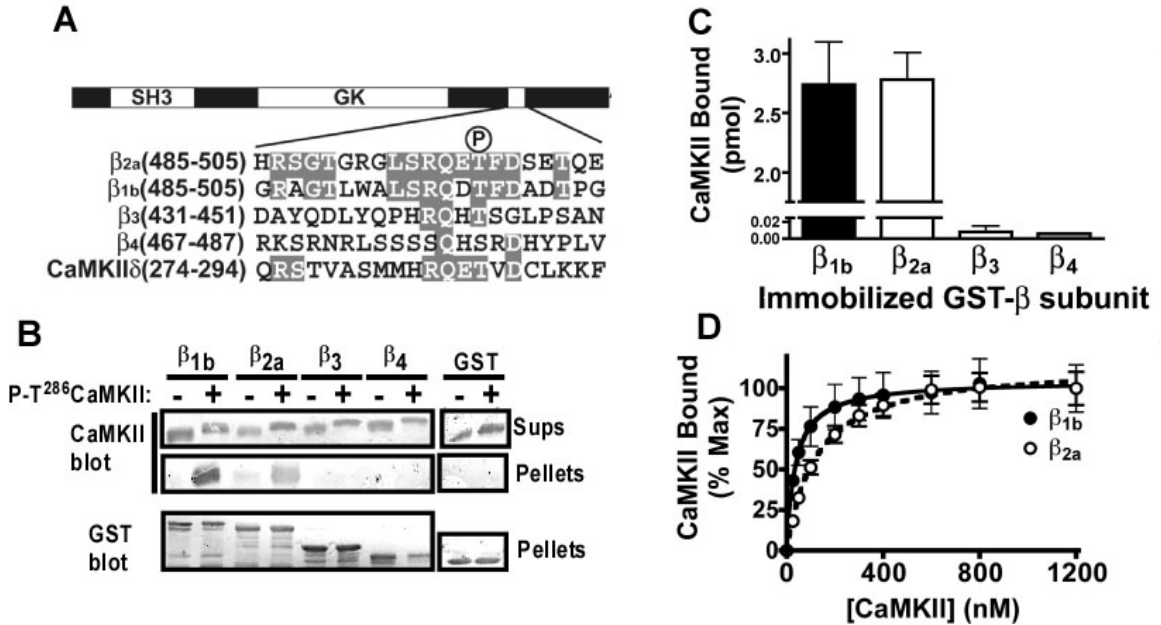 A
SH3 GK
P
β2a(485-505) HRSGTGRGLSRQETFDSETQE
β1b(485-505) GRAGTLWALSRQDTFDADTPG
β3(431-451) DAYQDLYQPHRQHTSGLPSAN
β4(467-487) RKSRNRLSSSSQHSRDHYPLV
CaMKIIδ(274-294) QRSTVASMMHRQETVDCLKKF
B
β1b β2a β3 β4 GST
P-T286CaMKII: - + - + - + - + - +
CaMKII blot
Sups
Pellets
GST blot
Pellets
C
CaMKII Bound (pmol)
3.0
2.5
2.0
0.02
0.00
β1b β2a β3 β4
Immobilized GST-β subunit
D
CaMKII Bound (% Max)
100
75
50
25
0
β1b
β2a
0 400 800 1200
[CaMKII] (nM)